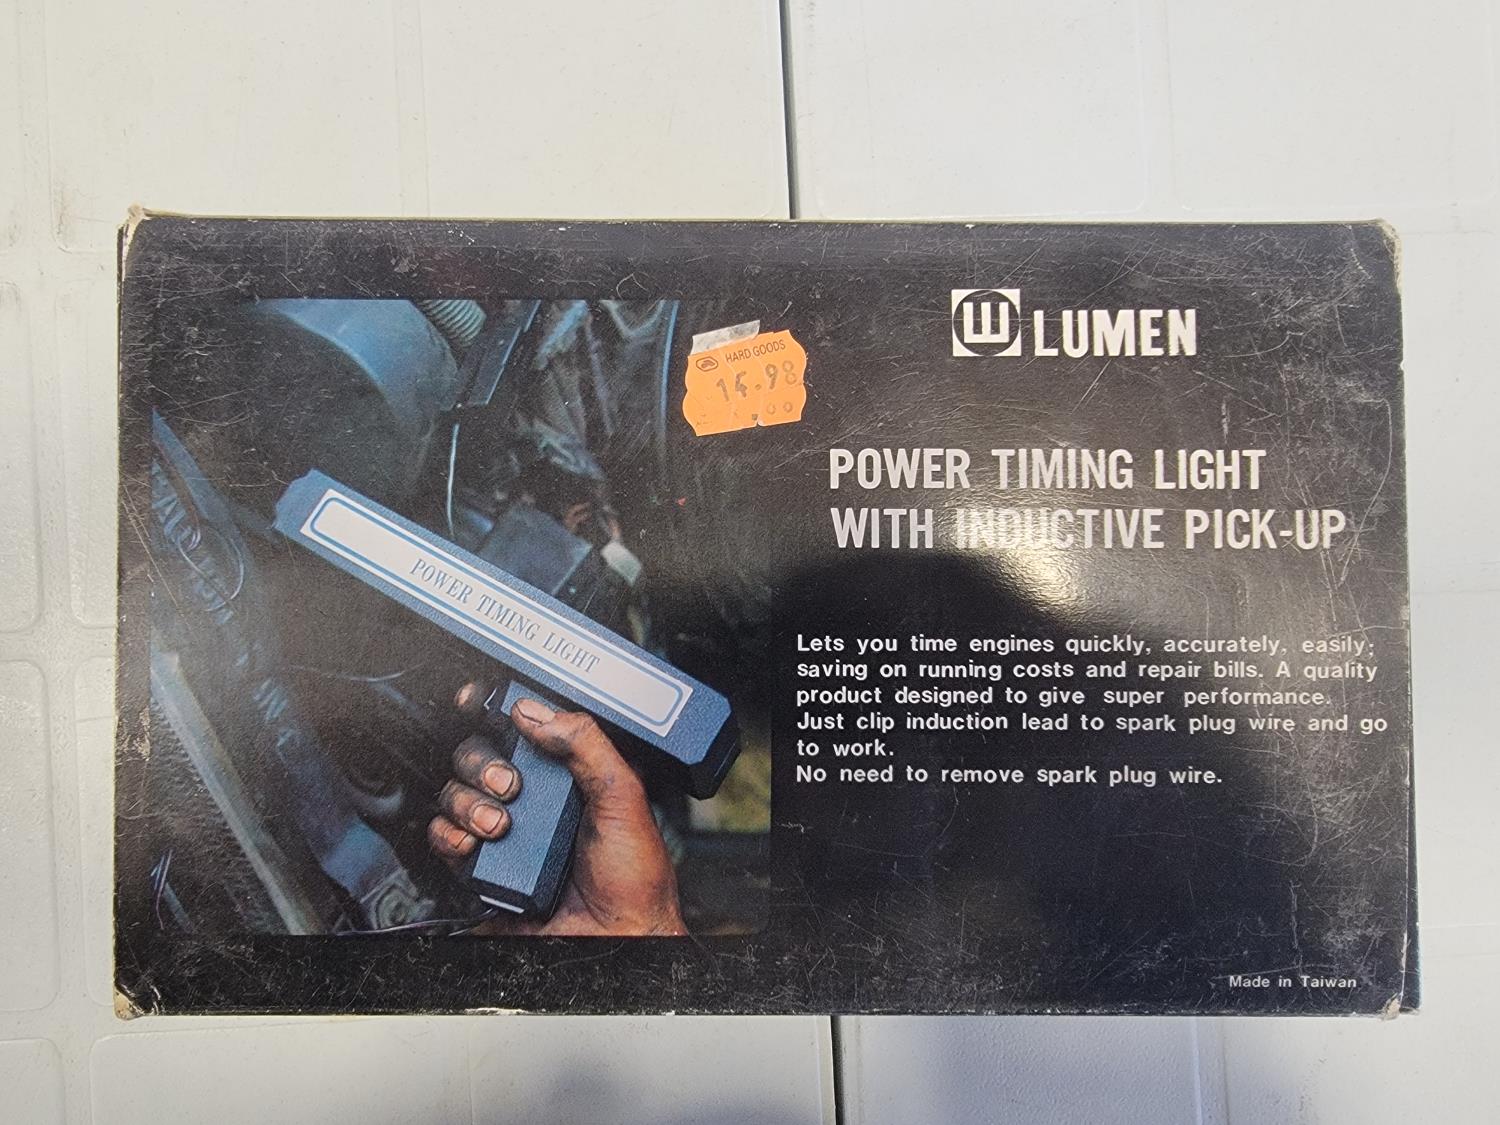 LUMEN
HARD GOODS
14.98
.00
POWER TIMING LIGHT
WITH INDUCTIVE PICK-UP
POWER TIMING LIGHT
Lets you time engines quickly, accurately, easily;
saving on running costs and repair bills. A quality
product designed to give super performance.
Just clip induction lead to spark plug wire and go
to work.
No need to remove spark plug wire.
Made in Taiwan